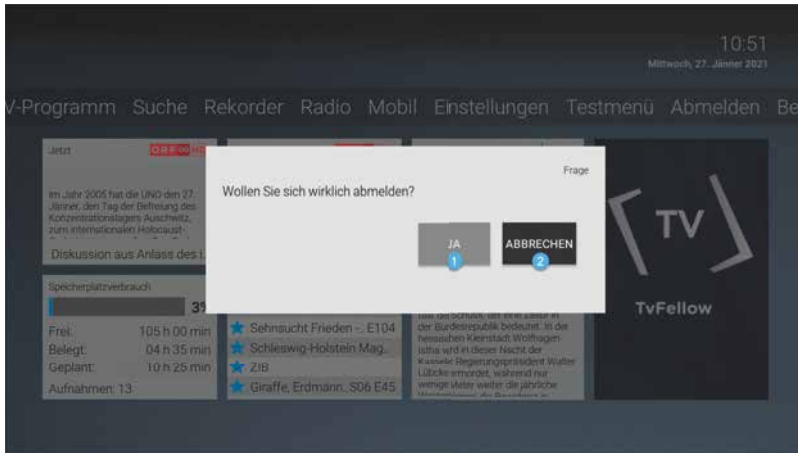 10:51
Mittwoch, 27. Jänner 2021
V-Programm Suche Rekorder Radio Mobil Einstellungen Testmenü Abmelden Be
Jetzt
ORF
Im Jahr 2005 hat die UNO den 27.
Jänner, den Tag der Befreiung des
Konzentrationslagers Auschwitz,
zum internationalen Holocaust-
Diskussion aus Anlass des I.
Frage
Wollen Sie sich wirklich abmelden?
JA
1
ABBRECHEN
2
TV
TvFellow
Speicherplatzverbrauch
3%
Frei: 105 h 00 min
Belegt: 04 h 35 min
Geplant: 10 h 25 min
Aufnahmen: 13
Sehnsucht Frieden -.. E104
Schleswig-Holstein Mag..
ZIB
Giraffe, Erdmann.. S06 E45
der Bundesrepublik bedeutet. In der
hessischen Kleinstadt Wolfhagen-
Istha wird in dieser Nacht der
Kasseler Regierungspräsident Walter
Lübcke ermordet, während nur
wenige Meter weiter die jährliche